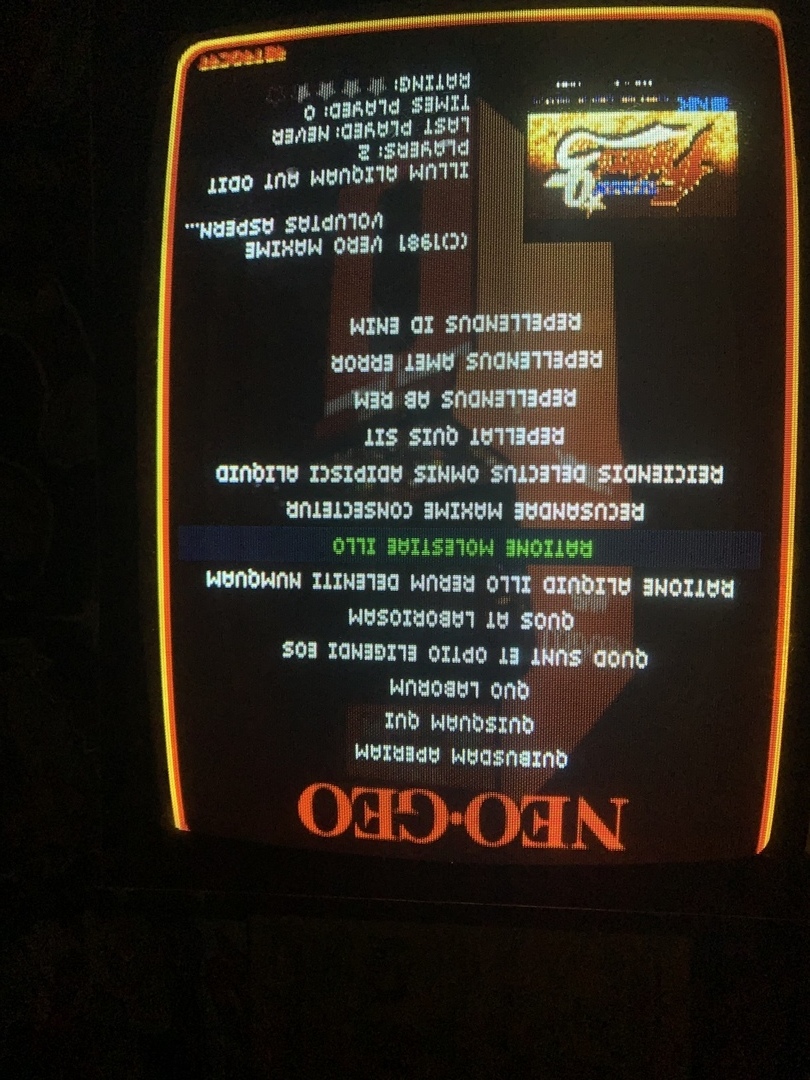 NEO·GEO
QUIBUSDAM APERIAM
QUISQUAM QUI
QUO LABORUM
QUOD SUNT ET OPTIO ELIGENDI EOS
QUOS AT LABORIOSAM
RATIONE ALIQUID ILLO RERUM DELENITI NUMQUAM
RATIONE MOLESTIAE ILLO
RECUSANDAE MAXIME CONSECTETUR
REICIENDIS DELECTUS OMNIS ADIPISCI ALIQUID
REPELLAT QUIS SIT
REPELLENDUS AB REM
REPELLENDUS AMET ERROR
REPELLENDUS ID ENIM
(C)1981 VERO MAXIME
VOLUPTAS ASPERN...
ILLUM ALIQUAM AUT ODIT
PLAYERS: 2
LAST PLAYED: NEVER
TIMES PLAYED: 0
RATING: